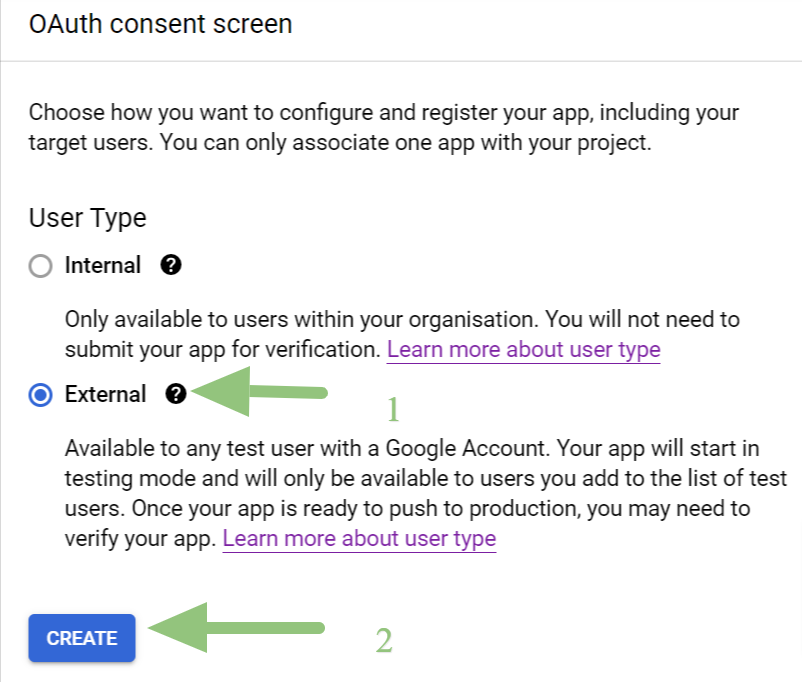 OAuth consent screen
Choose how you want to configure and register your app, including your
target users. You can only associate one app with your project.
User Type
Internal ?
Only available to users within your organisation. You will not need to
submit your app for verification. Learn more about user type
External ?
1
Available to any test user with a Google Account. Your app will start in
testing mode and will only be available to users you add to the list of test
users. Once your app is ready to push to production, you may need to
verify your app. Learn more about user type
CREATE
2